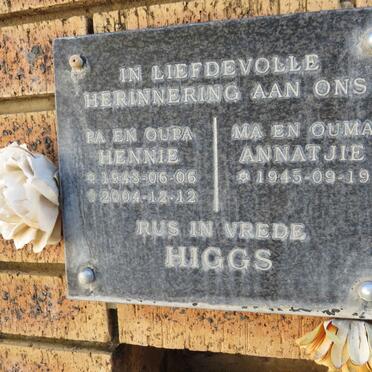 IN LIEFDEVOLLE
HERINNERING AAN ONS
PA EN OUPA
HENNIE
* 1943-06-06
✡ 2004-12-12
MA EN OUMA
ANNATJIE
* 1945-09-19
RUS IN VREDE
HIGGS